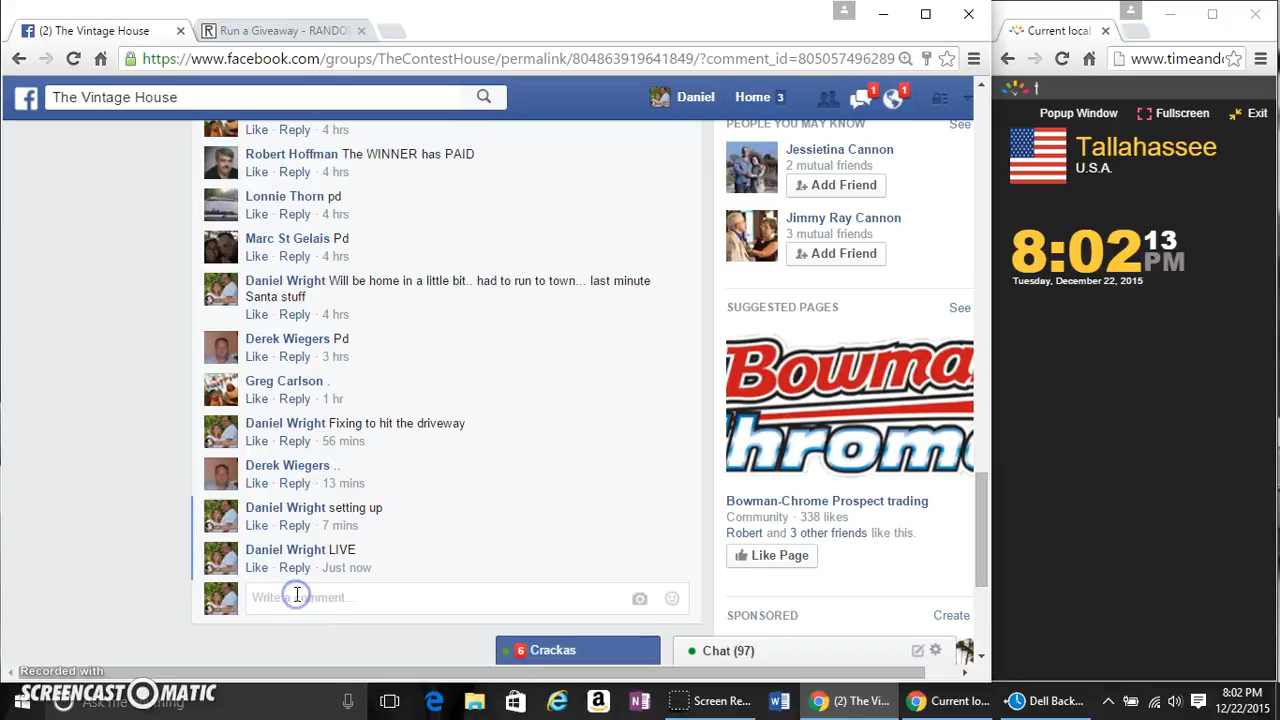 (2) The Vintage House
Run a Giveaway - RANDO
Current local
https://www.facebook.com/groups/TheContestHouse/permalink/804863919641849/?comment_id=805057496289
www.timeand
The Vintage House
Daniel
Home 3
1
1
t
Popup Window
Fullscreen
Exit
Tallahassee
U.S.A.
8:02 13 PM
Tuesday, December 22, 2015
Like · Reply · 4 hrs
Robert Hoffman The WINNER has PAID
Like · Reply · 4 hrs
Lonnie Thorn pd
Like · Reply · 4 hrs
Marc St Gelais Pd
Like · Reply · 4 hrs
Daniel Wright Will be home in a little bit.. had to run to town... last minute
Santa stuff
Like · Reply · 4 hrs
Derek Wiegers Pd
Like · Reply · 3 hrs
Greg Carlson .
Like · Reply · 1 hr
Daniel Wright Fixing to hit the driveway
Like · Reply · 56 mins
Derek Wiegers ..
Like · Reply · 13 mins
Daniel Wright setting up
Like · Reply · 7 mins
Daniel Wright LIVE
Like · Reply · Just now
Write a comment...
PEOPLE YOU MAY KNOW
See
Jessietina Cannon
2 mutual friends
Add Friend
Jimmy Ray Cannon
3 mutual friends
Add Friend
SUGGESTED PAGES
See
Bowma
hrom
Bowman-Chrome Prospect trading
Community · 338 likes
Robert and 3 other friends like this.
Like Page
SPONSORED
Create
6 Crackas
Chat (97)
Recorded with
SCREENCAST MATIC
Ask me anything
Screen Re...
(2) The Vi...
Current lo...
Dell Back...
8:02 PM
12/22/2015